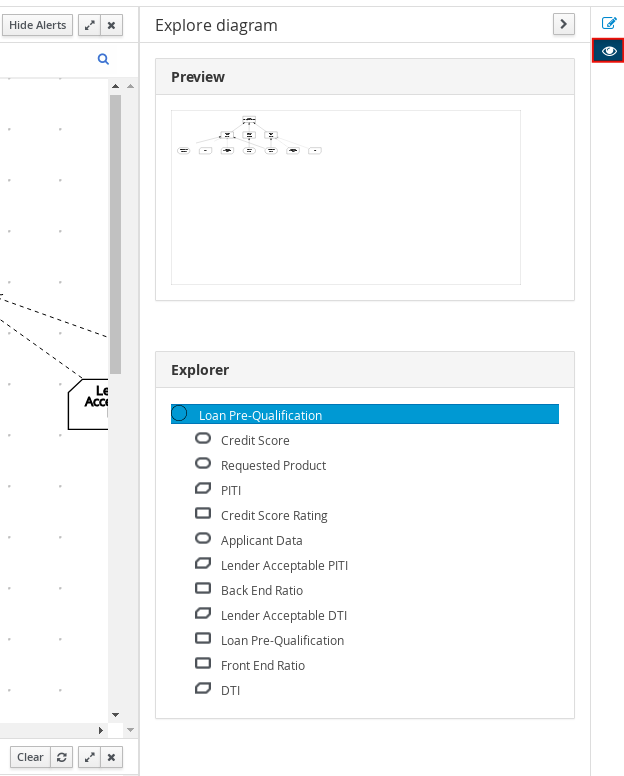 Hide Alerts
Explore diagram
Preview
Le
Acce
Explorer
Loan Pre-Qualification
Credit Score
Requested Product
PITI
Credit Score Rating
Applicant Data
Lender Acceptable PITI
Back End Ratio
Lender Acceptable DTI
Loan Pre-Qualification
Front End Ratio
DTI
Clear